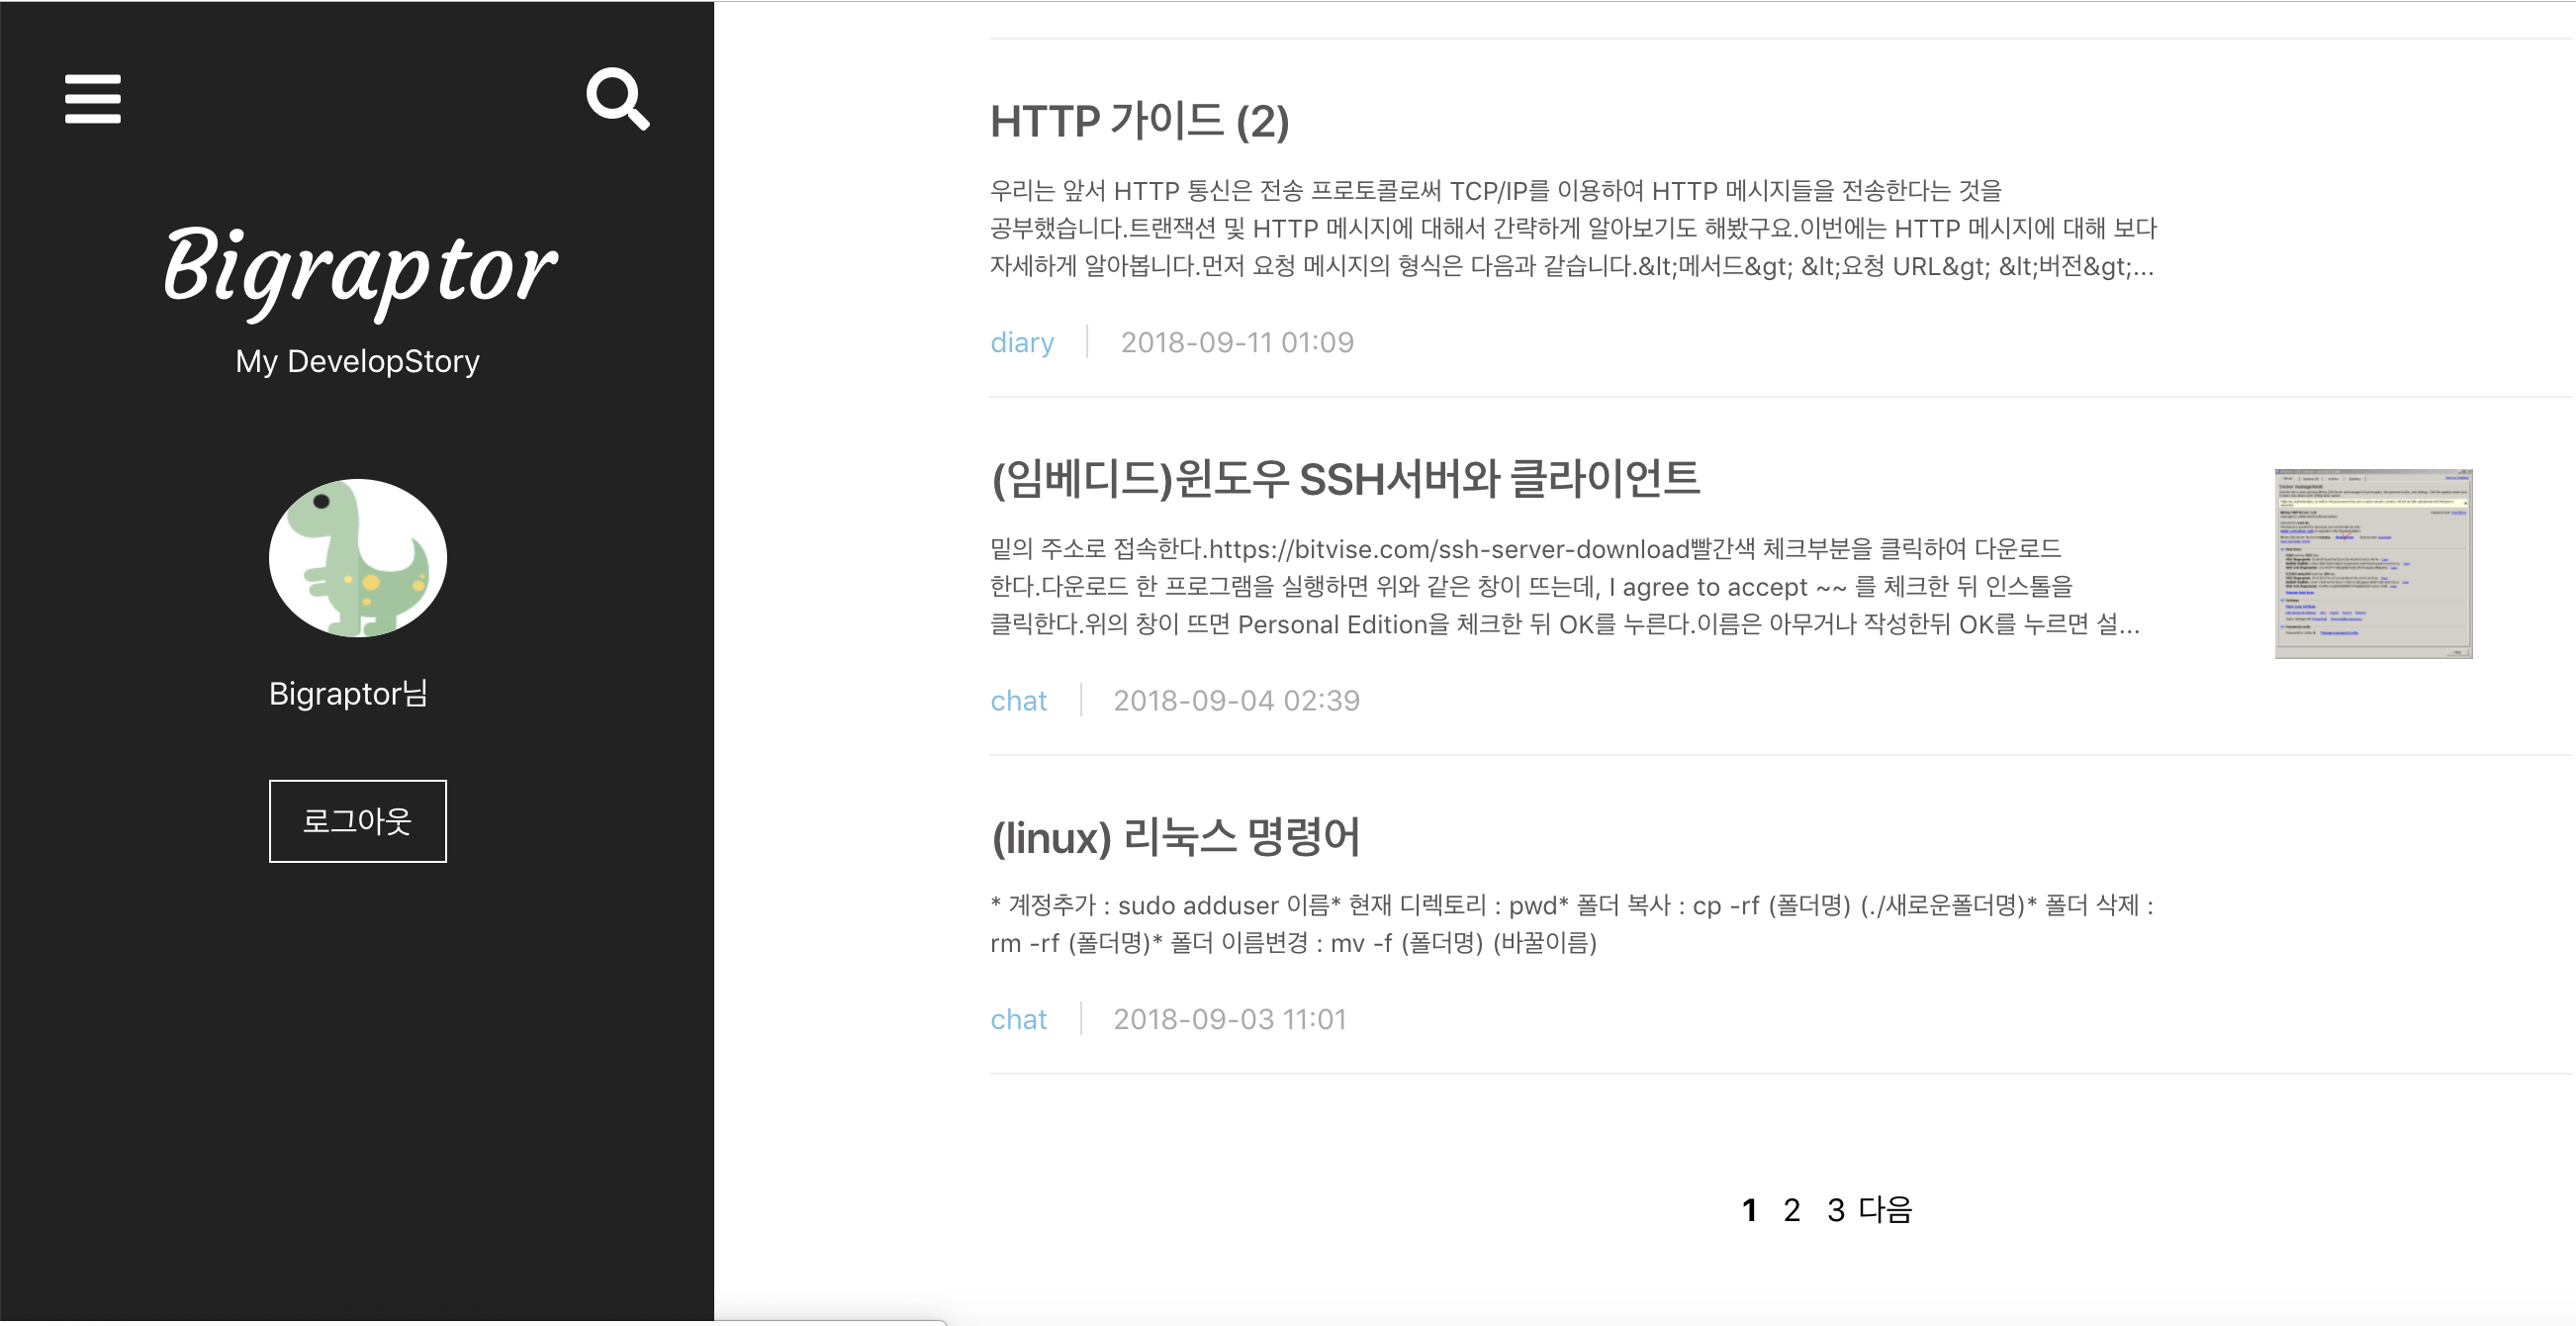 Bigraptor
My DevelopStory
Bigraptor님
로그아웃
HTTP 가이드 (2)
우리는 앞서 HTTP 통신은 전송 프로토콜로써 TCP/IP를 이용하여 HTTP 메시지들을 전송한다는 것을
공부했습니다.트랜잭션 및 HTTP 메시지에 대해서 간략하게 알아보기도 해봤구요.이번에는 HTTP 메시지에 대해 보다
자세하게 알아봅니다.먼저 요청 메시지의 형식은 다음과 같습니다.&lt;메서드&gt; &lt;요청 URL&gt; &lt;버전&gt;...
diary 2018-09-11 01:09
(임베디드)윈도우 SSH서버와 클라이언트
밑의 주소로 접속한다.https://bitvise.com/ssh-server-download빨간색 체크부분을 클릭하여 다운로드
한다.다운로드 한 프로그램을 실행하면 위와 같은 창이 뜨는데, I agree to accept ~~ 를 체크한 뒤 인스톨을
클릭한다.위의 창이 뜨면 Personal Edition을 체크한 뒤 OK를 누른다.이름은 아무거나 작성한뒤 OK를 누르면 설...
chat 2018-09-04 02:39
(linux) 리눅스 명령어
* 계정추가 : sudo adduser 이름* 현재 디렉토리 : pwd* 폴더 복사 : cp -rf (폴더명) (./새로운폴더명)* 폴더 삭제 :
rm -rf (폴더명)* 폴더 이름변경 : mv -f (폴더명) (바꿀이름)
chat 2018-09-03 11:01
1 2 3 다음